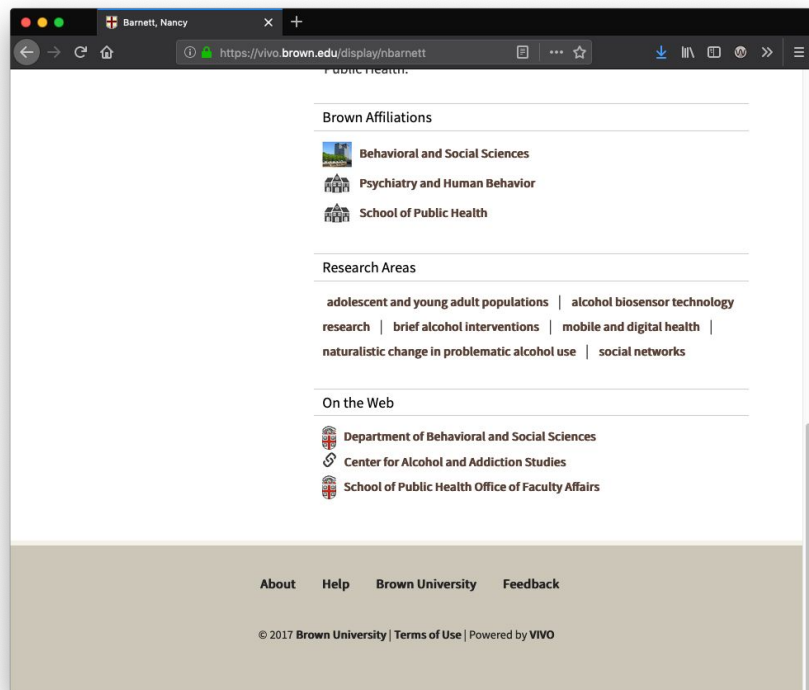 Barnett, Nancy
https://vivo.brown.edu/display/nbarnett
Public Health.
Brown Affiliations
Behavioral and Social Sciences
Psychiatry and Human Behavior
School of Public Health
Research Areas
adolescent and young adult populations | alcohol biosensor technology
research | brief alcohol interventions | mobile and digital health |
naturalistic change in problematic alcohol use | social networks
On the Web
Department of Behavioral and Social Sciences
Center for Alcohol and Addiction Studies
School of Public Health Office of Faculty Affairs
About Help Brown University Feedback
© 2017 Brown University | Terms of Use | Powered by VIVO